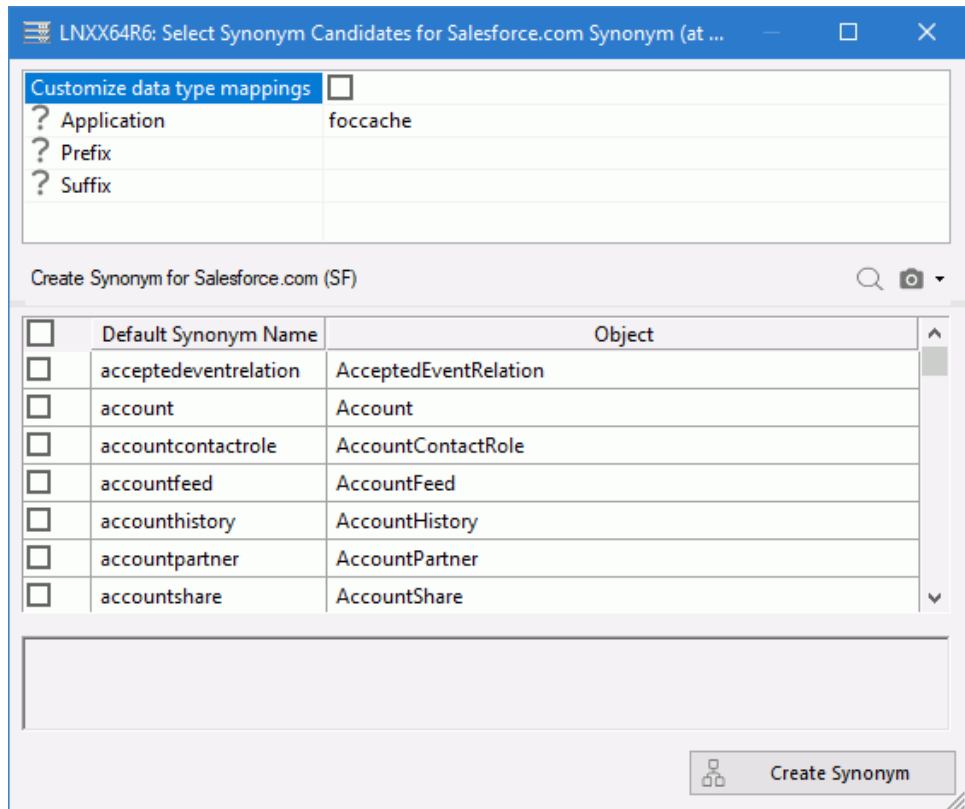 LNXX64R6: Select Synonym Candidates for Salesforce.com Synonym (at ...
Customize data type mappings
? Application foccache
? Prefix
? Suffix
Create Synonym for Salesforce.com (SF)
Default Synonym Name Object
acceptedeventrelation AcceptedEventRelation
account Account
accountcontactrole AccountContactRole
accountfeed AccountFeed
accounthistory AccountHistory
accountpartner AccountPartner
accountshare AccountShare
Create Synonym